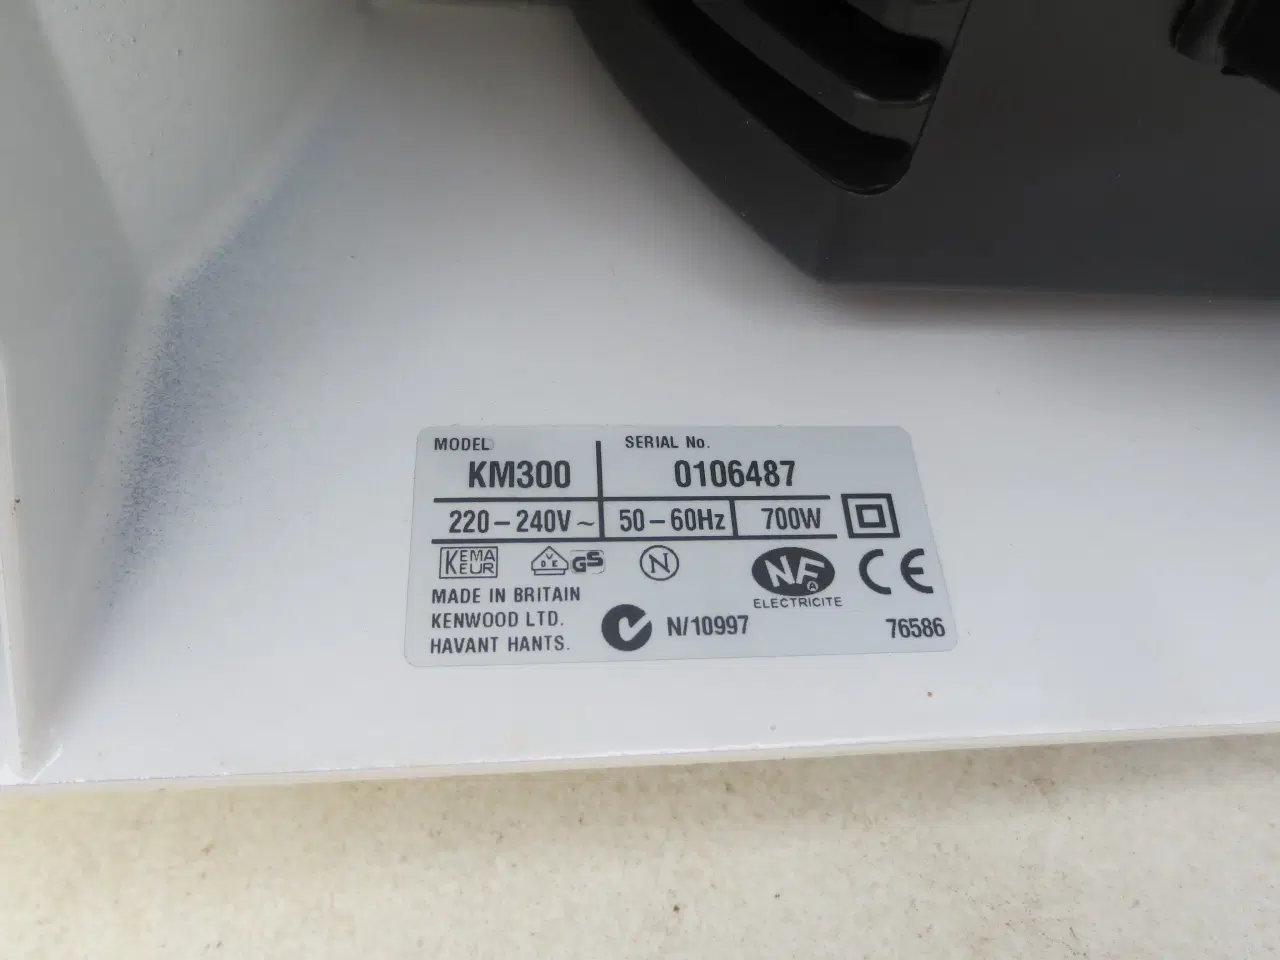 MODEL
KM300
SERIAL No.
0106487
220-240V~
50-60Hz
700W
KEMA
KEUR
VDE
GS
N
NF
A
ELECTRICITE
CE
MADE IN BRITAIN
KENWOOD LTD.
HAVANT HANTS.
N/10997
76586